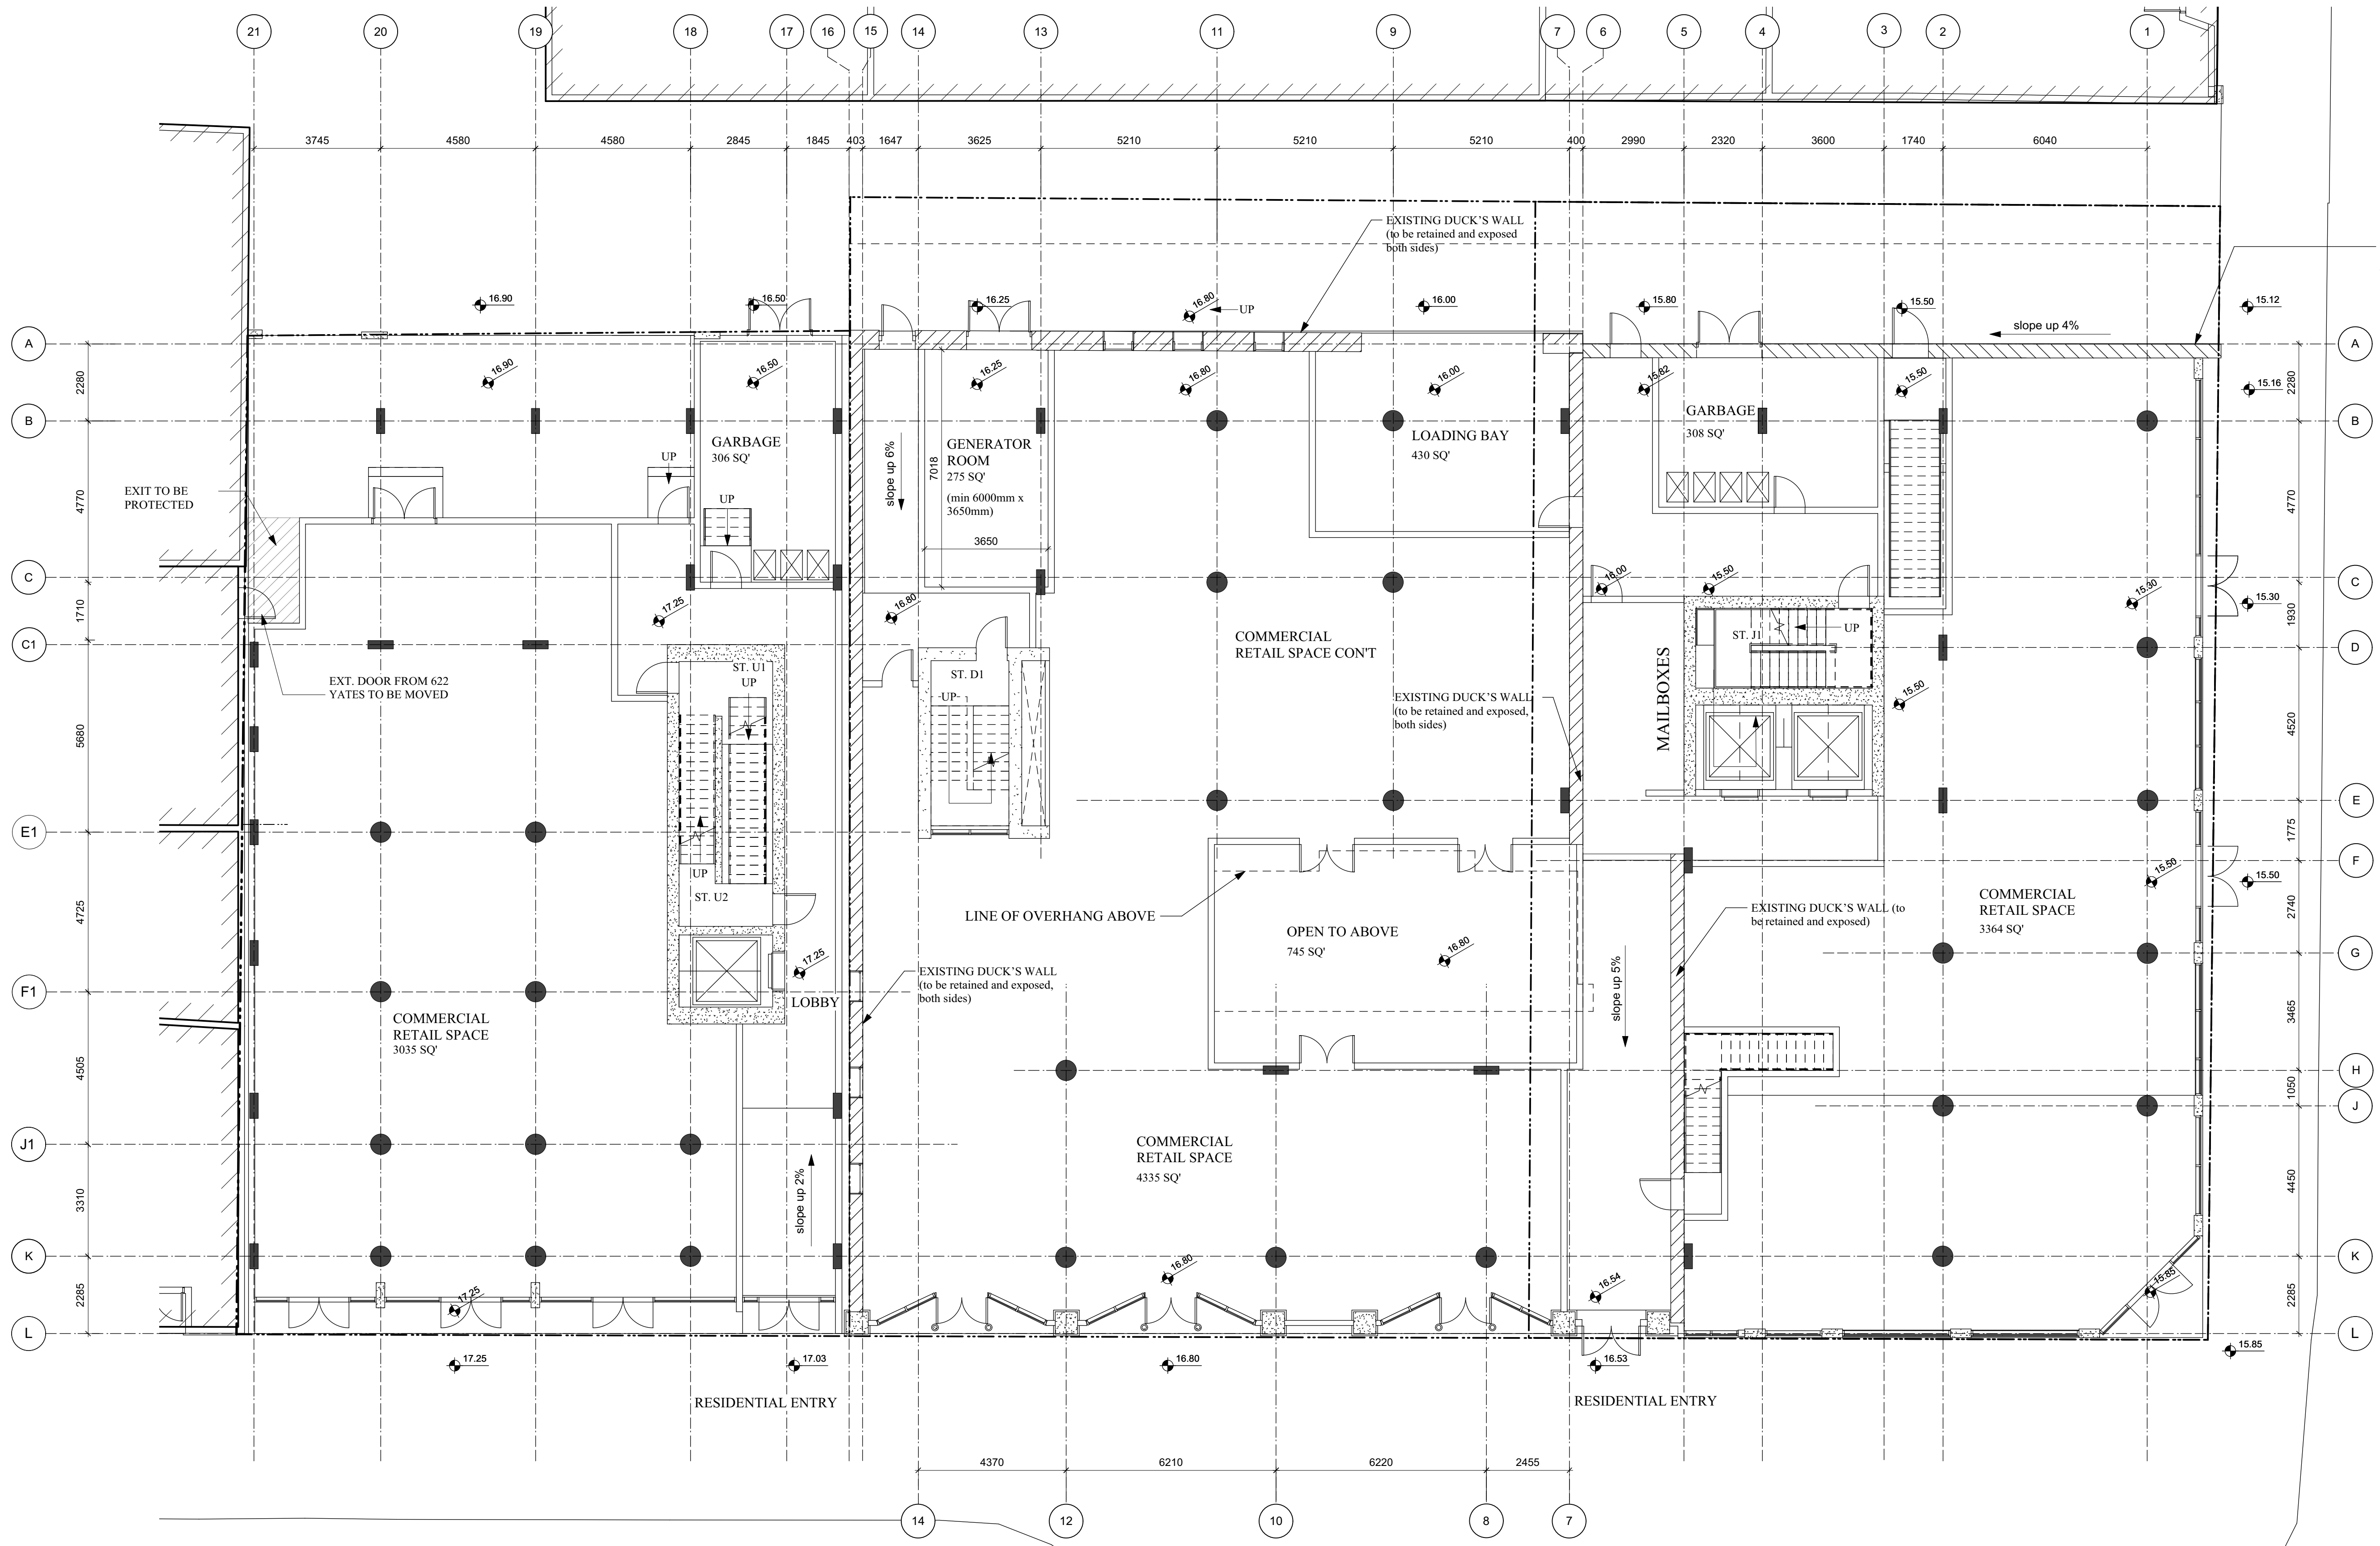 21 20 19 18 17 16 15 14 13 11 9 7 6 5 4 3 2 1
3745 4580 4580 2845 1845 403 1647 3625 5210 5210 5210 400 2990 2320 3600 1740 6040
EXISTING DUCK'S WALL
(to be retained and exposed
both sides)
16.90 16.50 16.25 16.80 UP 16.00 15.80 15.50 15.12
slope up 4%
A A
2280 2280
16.90 16.50 16.25 16.80 16.00 15.82 15.50 15.16
B B
GARBAGE
306 SQ'
GENERATOR
ROOM
275 SQ'
(min 6000mm x
3650mm)
7018
3650
slope up 6%
LOADING BAY
430 SQ'
GARBAGE
308 SQ'
UP
UP
EXIT TO BE
PROTECTED
4770 4770
C C
1710 1930
17.25 16.80 16.00 15.50 15.30 15.30
C1 D
EXT. DOOR FROM 622
YATES TO BE MOVED
COMMERCIAL
RETAIL SPACE CON'T
ST. J1 UP
ST. U1
UP
ST. D1
UP
MAILBOXES
EXISTING DUCK'S WALL
(to be retained and exposed,
both sides)
15.50
5680 4520
E
E1
1775
F
UP
ST. U2
4725
LINE OF OVERHANG ABOVE
OPEN TO ABOVE
745 SQ'
16.80
EXISTING DUCK'S WALL (to
be retained and exposed)
COMMERCIAL
RETAIL SPACE
3364 SQ'
15.50 15.50
2740
G
17.25
LOBBY
EXISTING DUCK'S WALL
(to be retained and exposed,
both sides)
slope up 5%
F1
COMMERCIAL
RETAIL SPACE
3035 SQ'
3465
4505
H
1050
J
J1
COMMERCIAL
RETAIL SPACE
4335 SQ'
slope up 2%
3310 4450
K K
17.25 16.80 16.54 15.85
2285 2285
L L
17.25 17.03 16.80 16.53 15.85
RESIDENTIAL ENTRY
RESIDENTIAL ENTRY
4370 6210 6220 2455
14 12 10 8 7